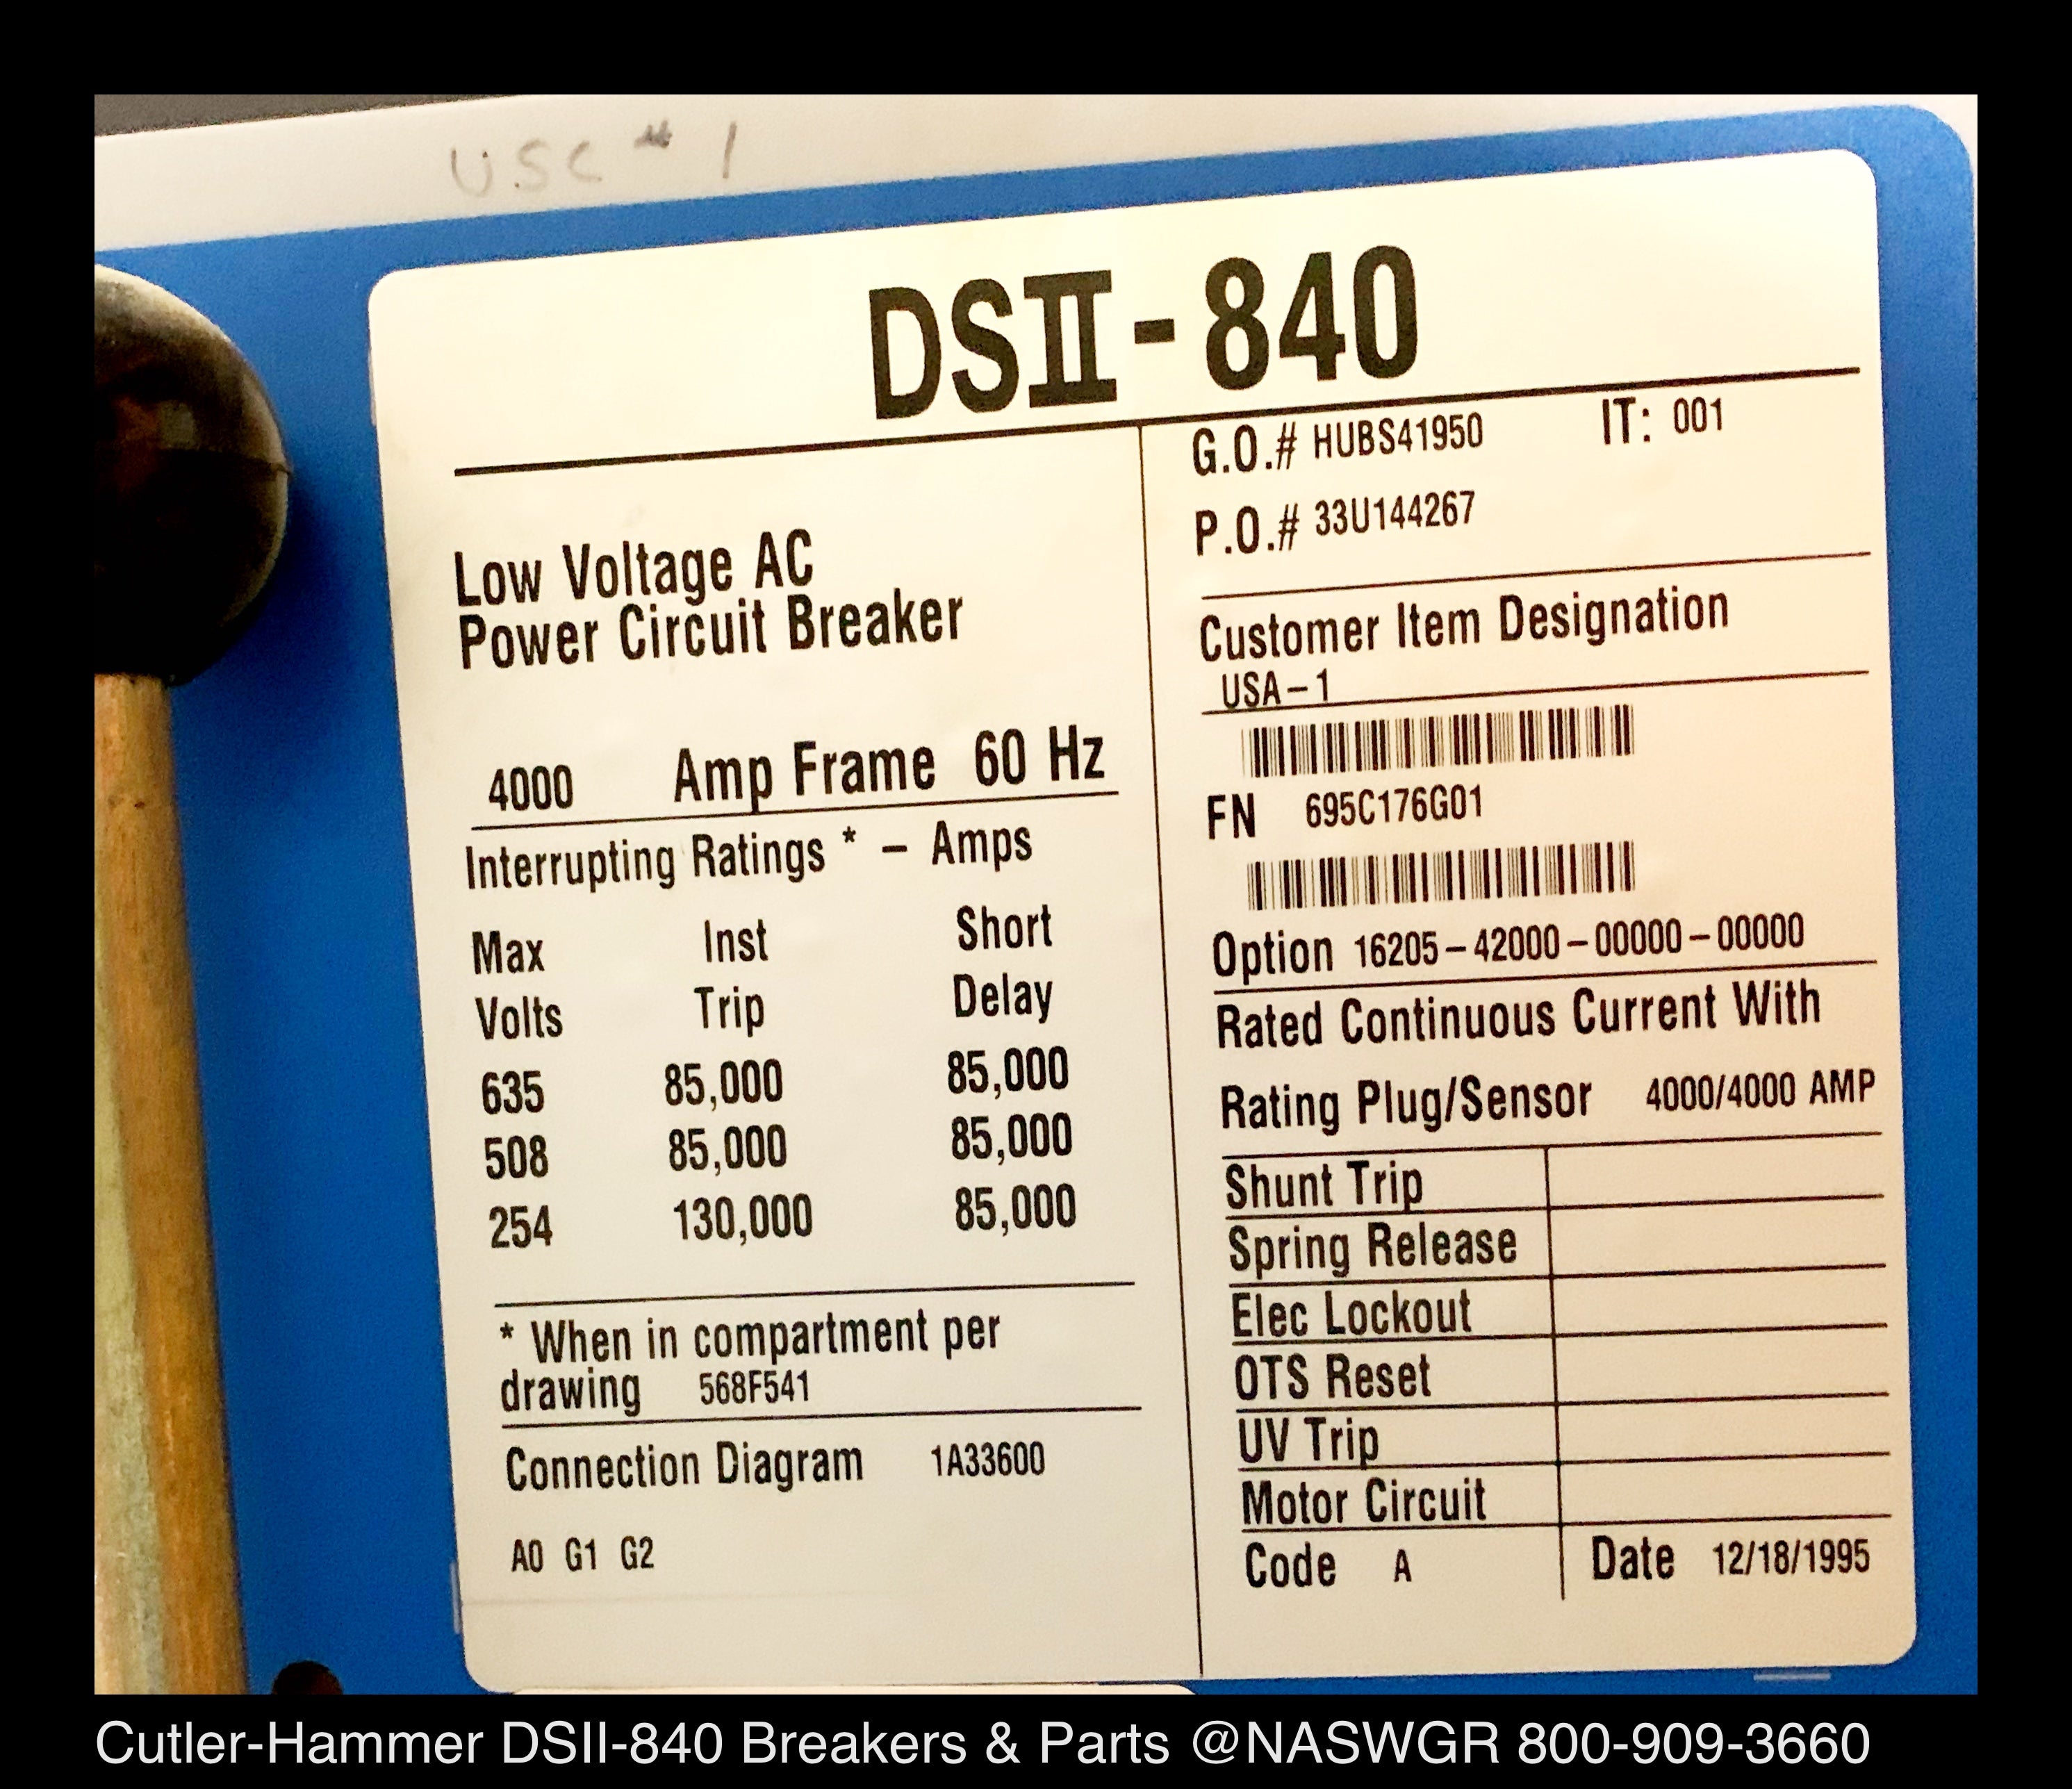 USC # 1
DSII-840
Low Voltage AC
Power Circuit Breaker
4000 Amp Frame 60 Hz
Interrupting Ratings * – Amps
Max Inst Short
Volts Trip Delay
635 85,000 85,000
508 85,000 85,000
254 130,000 85,000
* When in compartment per
drawing 568F541
Connection Diagram 1A33600
A0 G1 G2
G.O.# HUBS41950 IT: 001
P.O.# 33U144267
Customer Item Designation
USA-1
FN 695C176G01
Option 16205-42000-00000-00000
Rated Continuous Current With
Rating Plug/Sensor 4000/4000 AMP
Shunt Trip
Spring Release
Elec Lockout
OTS Reset
UV Trip
Motor Circuit
Code A Date 12/18/1995
Cutler-Hammer DSII-840 Breakers & Parts @NASWGR 800-909-3660